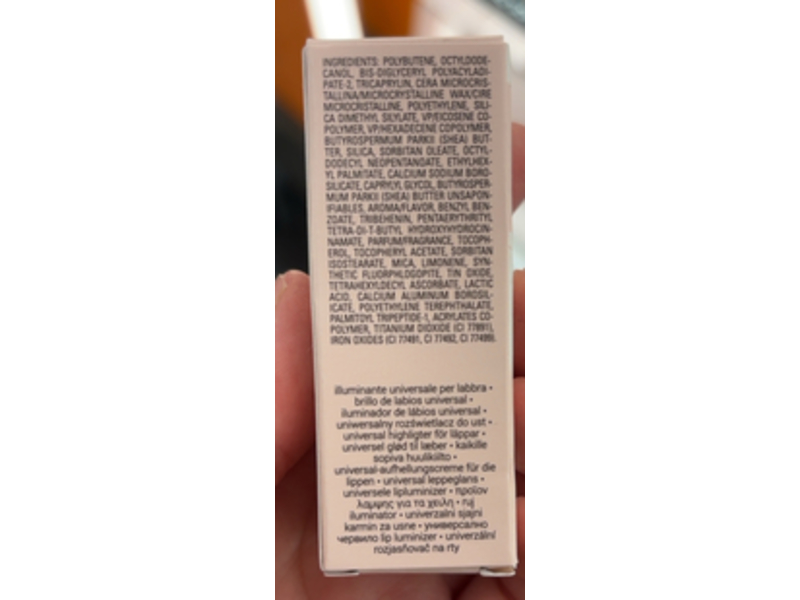 INGREDIENTS: POLYBUTENE, OCTYLDODE-
CANOL, BIS-DIGLYCERYL POLYACYLADI-
PATE-2, TRICAPRYLIN, CERA MICROCRIS-
TALLINA/MICROCRYSTALLINE WAX/CIRE
MICROCRISTALLINE, POLYETHYLENE, SILI-
CA DIMETHYL SILYLATE, VP/EICOSENE CO-
POLYMER, VP/HEXADECENE COPOLYMER,
BUTYROSPERMUM PARKII (SHEA) BUT-
TER, SILICA, SORBITAN OLEATE, OCTYL-
DODECYL NEOPENTANOATE, ETHYLHEX-
YL PALMITATE, CALCIUM SODIUM BORO-
SILICATE, CAPRYLYL GLYCOL, BUTYROSPER-
MUM PARKII (SHEA) BUTTER UNSAPON-
IFIABLES, AROMA/FLAVOR, BENZYL BEN-
ZOATE, TRIBEHENIN, PENTAERYTHRITYL
TETRA-DI-T-BUTYL HYDROXYHYDROCIN-
NAMATE, PARFUM/FRAGRANCE, TOCOPH-
EROL, TOCOPHERYL ACETATE, SORBITAN
ISOSTEARATE, MICA, LIMONENE, SYN-
THETIC FLUORPHLOGOPITE, TIN OXIDE,
TETRAHEXYLDECYL ASCORBATE, LACTIC
ACID, CALCIUM ALUMINUM BOROSIL-
ICATE, POLYETHYLENE TEREPHTHALATE,
PALMITOYL TRIPEPTIDE-1, ACRYLATES CO-
POLYMER, TITANIUM DIOXIDE (CI 77891),
IRON OXIDES (CI 77491, CI 77492, CI 77499).
illuminante universale per labbra •
brillo de labios universal •
iluminador de lábios universal •
uniwersalny rozświetlacz do ust •
universal highligter för läppar •
universel glød til læber • kaikille
sopiva huulikiilto •
universal-aufhellungscreme für die
lippen • universal leppeglans •
universele lipluminizer • προϊον
λαμψης για τα χειλη • ruj
iluminator • univerzalni sjajni
karmin za usne • универсално
червило lip luminizer • univerzální
rozjasňovač na rty